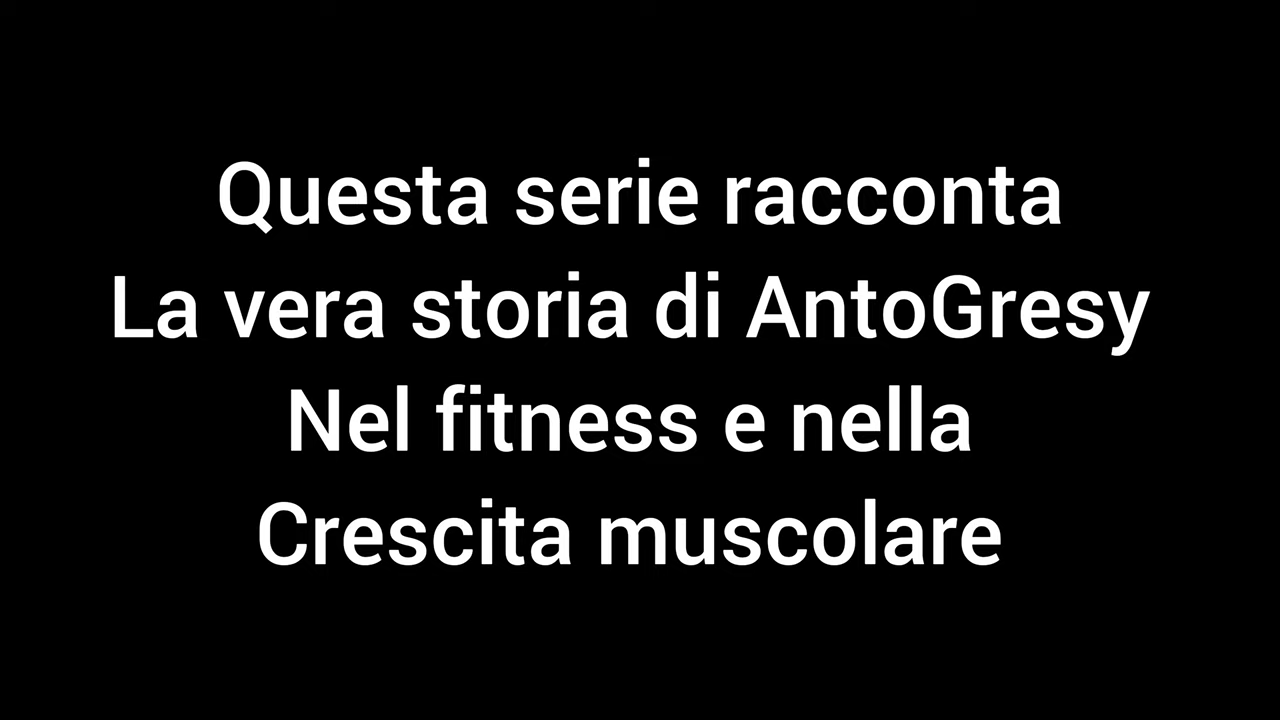 Questa serie racconta
La vera storia di AntoGresy
Nel fitness e nella
Crescita muscolare